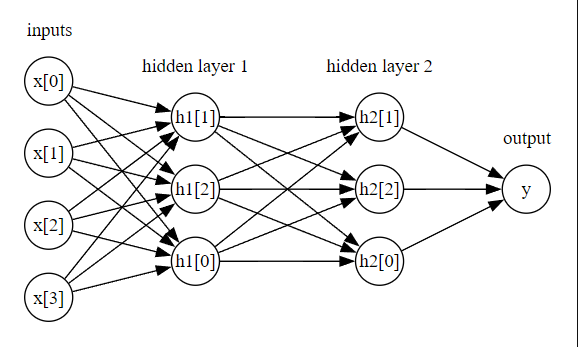 inputs
hidden layer 1
hidden layer 2
output
x[0]
x[1]
x[2]
x[3]
h1[1]
h1[2]
h1[0]
h2[1]
h2[2]
h2[0]
y